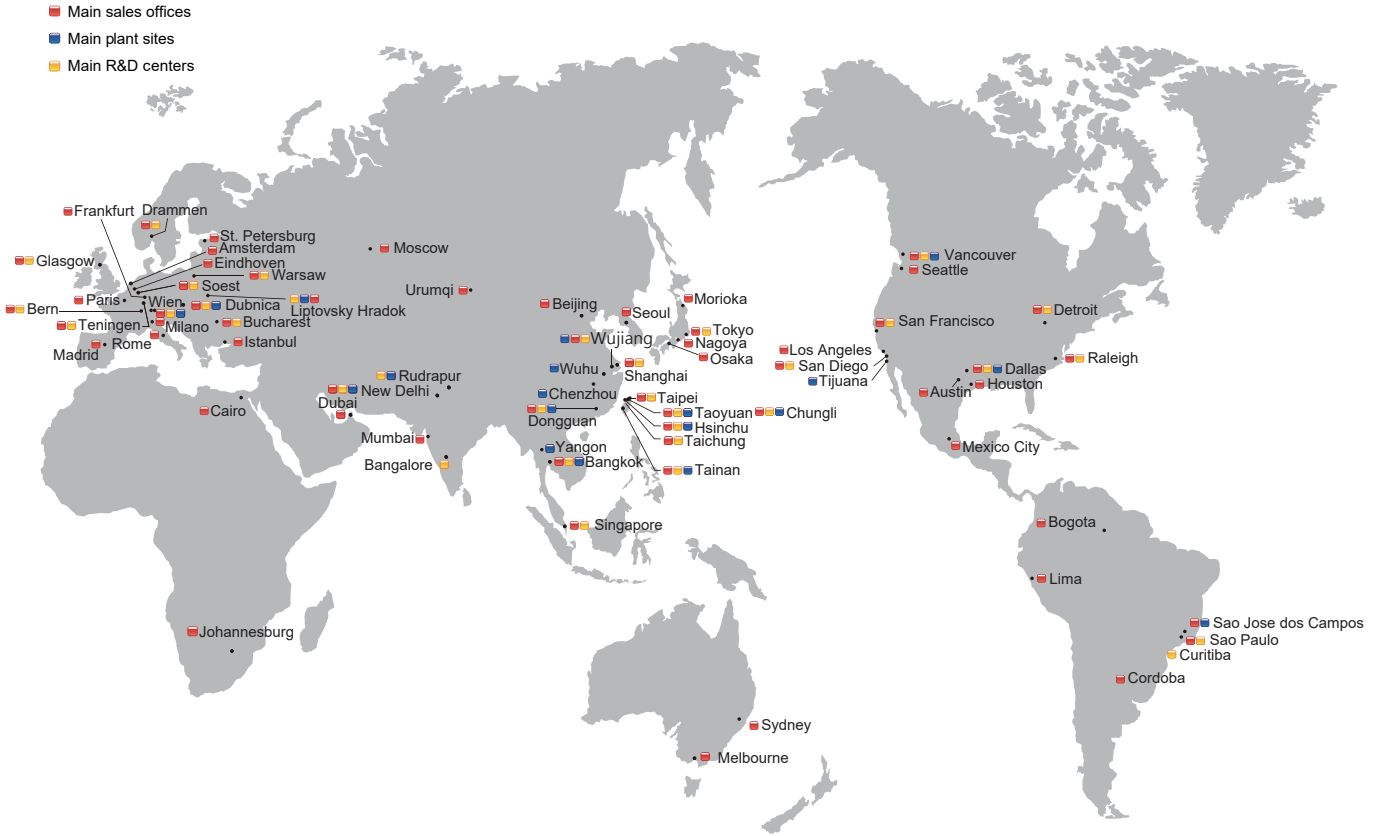 Main sales offices
Main plant sites
Main R&D centers
Frankfurt
Drammen
St. Petersburg
Amsterdam
Moscow
Glasgow
Eindhoven
Warsaw
Soest
Urumqi
Paris
Wien
Dubnica
Liptovsky Hradok
Bern
Teningen
Milano
Bucharest
Madrid
Rome
Istanbul
Cairo
Dubai
Rudrapur
New Delhi
Mumbai
Bangalore
Johannesburg
Beijing
Seoul
Morioka
Tokyo
Nagoya
Osaka
Wujiang
Wuhu
Shanghai
Chenzhou
Dongguan
Taipei
Taoyuan
Chungli
Hsinchu
Taichung
Tainan
Yangon
Bangkok
Singapore
Sydney
Melbourne
Vancouver
Seattle
San Francisco
Detroit
Los Angeles
San Diego
Tijuana
Raleigh
Dallas
Austin
Houston
Mexico City
Bogota
Lima
Sao Jose dos Campos
Sao Paulo
Curitiba
Cordoba